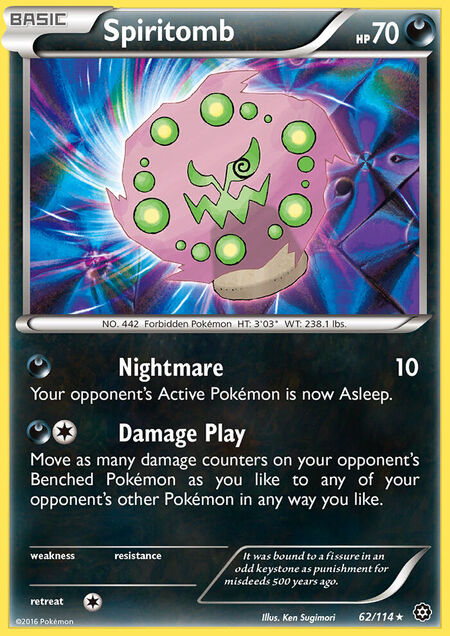 BASIC
Spiritomb
HP70
NO. 442 Forbidden Pokémon HT: 3'03" WT: 238.1 lbs.
Nightmare 10
Your opponent's Active Pokémon is now Asleep.
Damage Play
Move as many damage counters on your opponent's
Benched Pokémon as you like to any of your
opponent's other Pokémon in any way you like.
weakness resistance
retreat
It was bound to a fissure in an
odd keystone as punishment for
misdeeds 500 years ago.
©2016 Pokémon
Illus. Ken Sugimori
62/114★